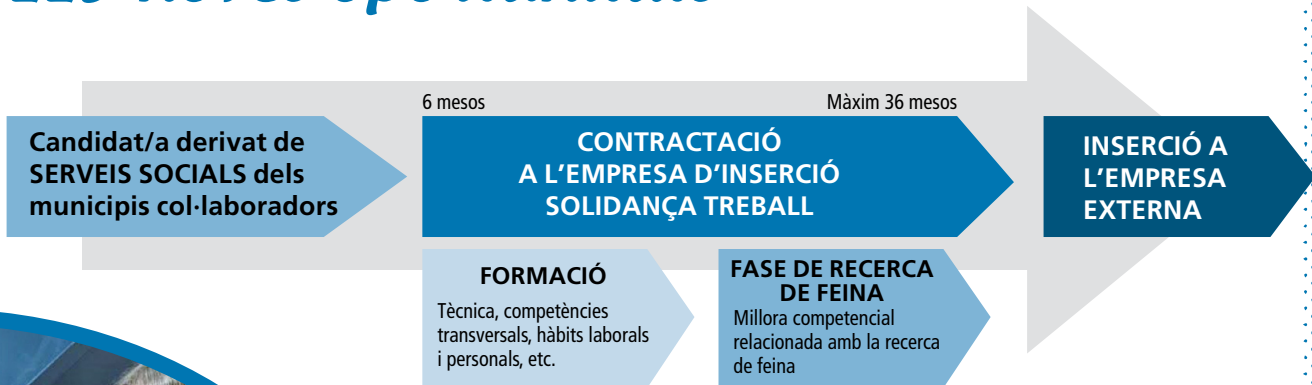 6 mesos
Màxim 36 mesos
Candidat/a derivat de
SERVEIS SOCIALS dels
municipis col·laboradors
CONTRACTACIÓ
A L'EMPRESA D'INSERCIÓ
SOLIDANÇA TREBALL
INSERCIÓ A
L'EMPRESA
EXTERNA
FORMACIÓ
Tècnica, competències
transversals, hàbits laborals
i personals, etc.
FASE DE RECERCA
DE FEINA
Millora competencial
relacionada amb la recerca
de feina